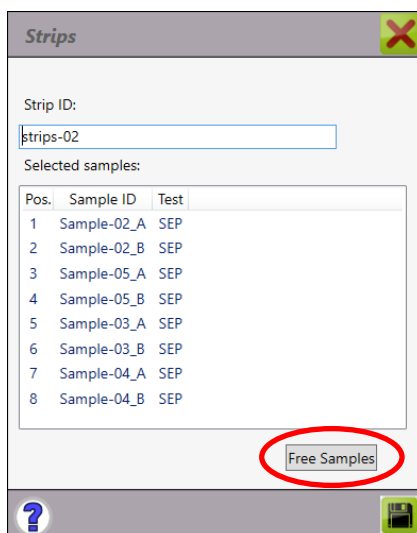 Strips
Strip ID:
strips-02
Selected samples:
Pos. Sample ID Test
1 Sample-02_A SEP
2 Sample-02_B SEP
3 Sample-05_A SEP
4 Sample-05_B SEP
5 Sample-03_A SEP
6 Sample-03_B SEP
7 Sample-04_A SEP
8 Sample-04_B SEP
Free Samples
?